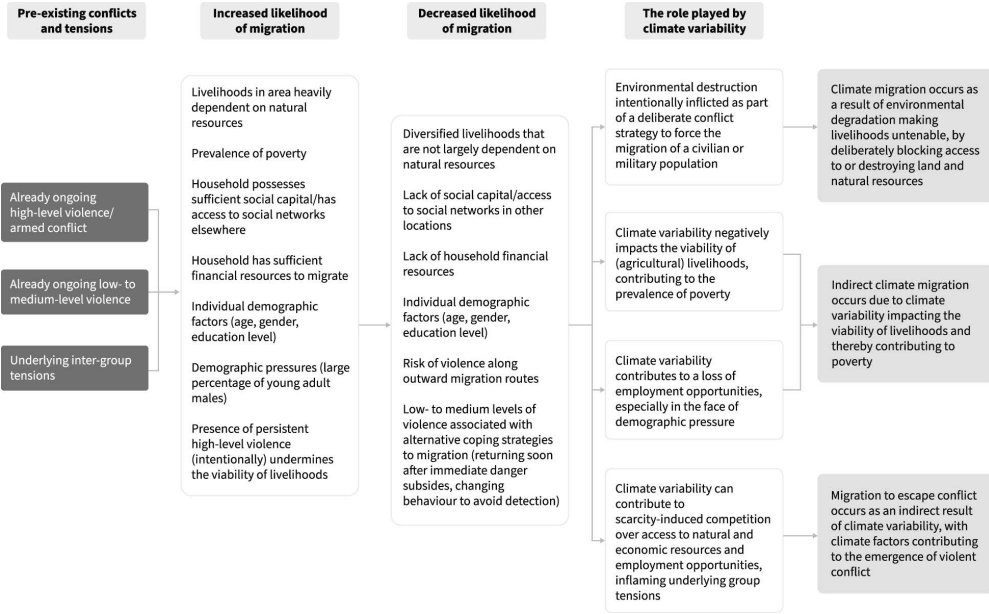 Pre-existing conflicts
and tensions
Increased likelihood
of migration
Decreased likelihood
of migration
The role played by
climate variability
Already ongoing
high-level violence/
armed conflict
Already ongoing low- to
medium-level violence
Underlying inter-group
tensions
Livelihoods in area heavily
dependent on natural
resources
Prevalence of poverty
Household possesses
sufficient social capital/has
access to social networks
elsewhere
Household has sufficient
financial resources to migrate
Individual demographic
factors (age, gender,
education level)
Demographic pressures (large
percentage of young adult
males)
Presence of persistent
high-level violence
(intentionally) undermines
the viability of livelihoods
Diversified livelihoods that
are not largely dependent on
natural resources
Lack of social capital/access
to social networks in other
locations
Lack of household financial
resources
Individual demographic
factors (age, gender,
education level)
Risk of violence along
outward migration routes
Low- to medium levels of
violence associated with
alternative coping strategies
to migration (returning soon
after immediate danger
subsides, changing
behaviour to avoid detection)
Environmental destruction
intentionally inflicted as part
of a deliberate conflict
strategy to force the
migration of a civilian or
military population
Climate variability negatively
impacts the viability of
(agricultural) livelihoods,
contributing to the
prevalence of poverty
Climate variability
contributes to a loss of
employment opportunities,
especially in the face of
demographic pressure
Climate variability can
contribute to
scarcity-induced competition
over access to natural and
economic resources and
employment opportunities,
inflaming underlying group
tensions
Climate migration occurs as
a result of environmental
degradation making
livelihoods untenable, by
deliberately blocking access
to or destroying land and
natural resources
Indirect climate migration
occurs due to climate
variability impacting the
viability of livelihoods and
thereby contributing to
poverty
Migration to escape conflict
occurs as an indirect result
of climate variability, with
climate factors contributing
to the emergence of violent
conflict